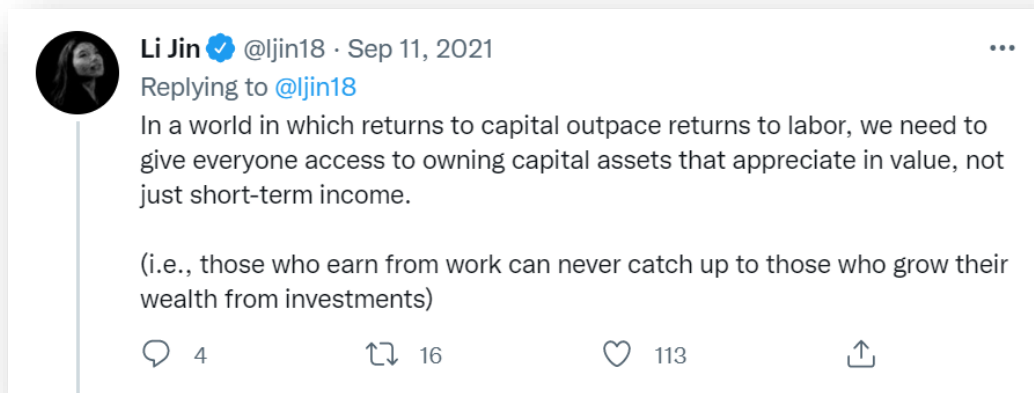 Li Jin @ljin18 · Sep 11, 2021
Replying to @ljin18
In a world in which returns to capital outpace returns to labor, we need to
give everyone access to owning capital assets that appreciate in value, not
just short-term income.
(i.e., those who earn from work can never catch up to those who grow their
wealth from investments)
4 16 113